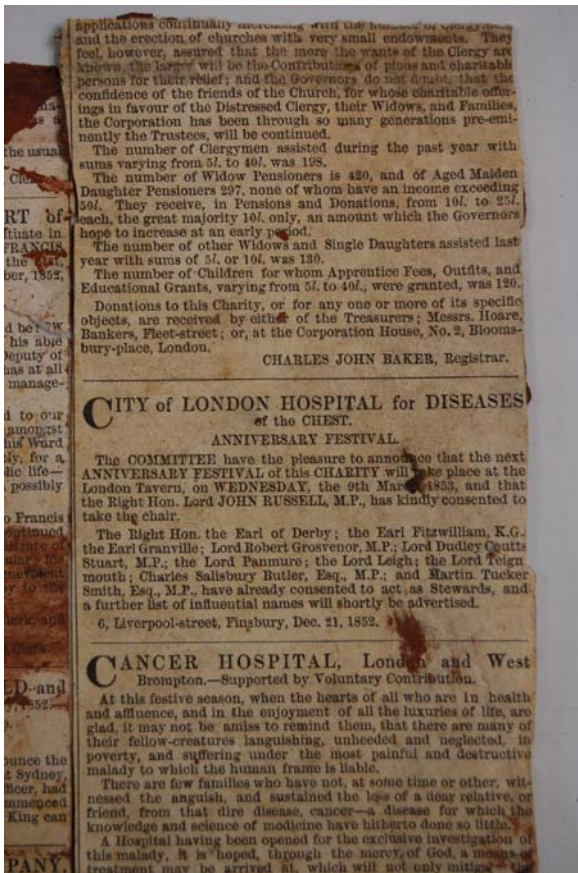 usual
RT of
FRANCIS
ber, 1852,
his able
Deputy of
has at all
manage-
d to our
amongst
his Ward
for a
lic life—
possibly
Francis
and
1852
ounce the
Sydney,
had
mmenced
King can
PANY,
applications continually increasing with the number of
and the erection of churches with very small endowments. They
feel, however, assured that the more the wants of the Clergy are
known, the larger will be the Contributions of pious and charitable
persons for their relief; and the Governors do not doubt, that the
confidence of the friends of the Church, for whose charitable offer-
ings in favour of the Distressed Clergy, their Widows, and Families,
the Corporation has been through so many generations pre-emi-
nently the Trustees, will be continued.
The number of Clergymen assisted during the past year with
sums varying from 5l. to 40l. was 198.
The number of Widow Pensioners is 420, and of Aged Maiden
Daughter Pensioners 297, none of whom have an income exceeding
50l. They receive, in Pensions and Donations, from 10l. to 25l.
each, the great majority 10l. only, an amount which the Governors
hope to increase at an early period.
The number of other Widows and Single Daughters assisted last
year with sums of 5l. or 10l. was 130.
The number of Children for whom Apprentice Fees, Outfits, and
Educational Grants, varying from 5l. to 40l., were granted, was 120.
Donations to this Charity, or for any one or more of its specific
objects, are received by either of the Treasurers; Messrs. Hoare,
Bankers, Fleet-street; or, at the Corporation House, No. 2, Blooms-
bury-place, London.
CHARLES JOHN BAKER, Registrar.
CITY of LONDON HOSPITAL for DISEASES
of the CHEST.
ANNIVERSARY FESTIVAL.
The COMMITTEE have the pleasure to announce that the next
ANNIVERSARY FESTIVAL of this CHARITY will take place at the
London Tavern, on WEDNESDAY, the 9th March, 1853, and that
the Right Hon. Lord JOHN RUSSELL, M.P., has kindly consented to
take the chair.
The Right Hon. the Earl of Derby; the Earl Fitzwilliam, K.G.
the Earl Granville; Lord Robert Grosvenor, M.P.; Lord Dudley Coutts
Stuart, M.P.; the Lord Panmure; the Lord Leigh; the Lord Teign
mouth; Charles Salisbury Butler, Esq., M.P.; and Martin Tucker
Smith, Esq., M.P., have already consented to act as Stewards, and
a further list of influential names will shortly be advertised.
6, Liverpool-street, Finsbury, Dec. 21, 1852.
CANCER HOSPITAL, London and West
Brompton.—Supported by Voluntary Contribution.
At this festive season, when the hearts of all who are in health
and affluence, and in the enjoyment of all the luxuries of life, are
glad, it may not be amiss to remind them, that there are many of
their fellow-creatures languishing, unheeded and neglected, in
poverty, and suffering under the most painful and destructive
malady to which the human frame is liable.
There are few families who have not, at some time or other, wit-
nessed the anguish, and sustained the loss of a dear relative, or
friend, from that dire disease, cancer—a disease for which the
knowledge and science of medicine have hitherto done so little.
A Hospital having been opened for the exclusive investigation of
this malady, it is hoped, through the mercy of God, a means of
treatment may be arrived at, which will not only mitigate the